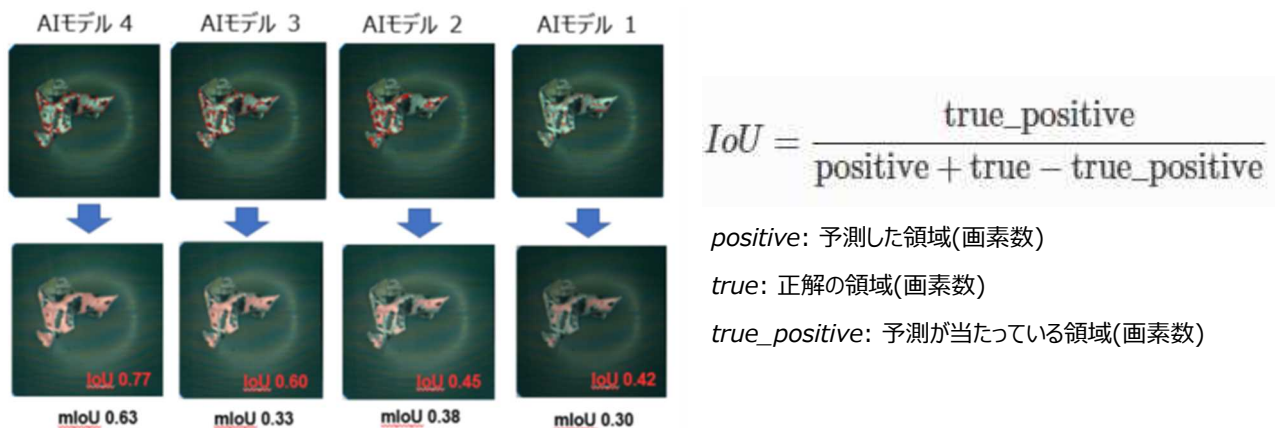 AIモデル 4
AIモデル 3
AIモデル 2
AIモデル 1
IoU 0.77
IoU 0.60
IoU 0.45
IoU 0.42
mIoU 0.63
mIoU 0.33
mIoU 0.38
mIoU 0.30
IoU = true_positive / positive + true − true_positive
positive: 予測した領域(画素数)
true: 正解の領域(画素数)
true_positive: 予測が当たっている領域(画素数)